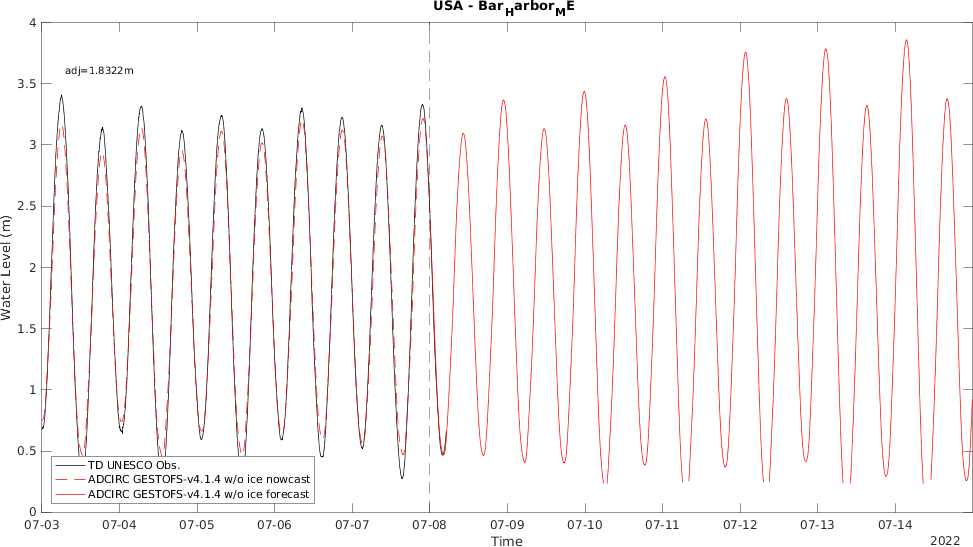 USA - Bar_Harbor_ME
4
adj=1.8322m
3.5
3
2.5
2
1.5
1
0.5
0
Water Level (m)
TD UNESCO Obs.
ADCIRC GESTOFS-v4.1.4 w/o ice nowcast
ADCIRC GESTOFS-v4.1.4 w/o ice forecast
07-03 07-04 07-05 07-06 07-07 07-08 07-09 07-10 07-11 07-12 07-13 07-14
Time
2022